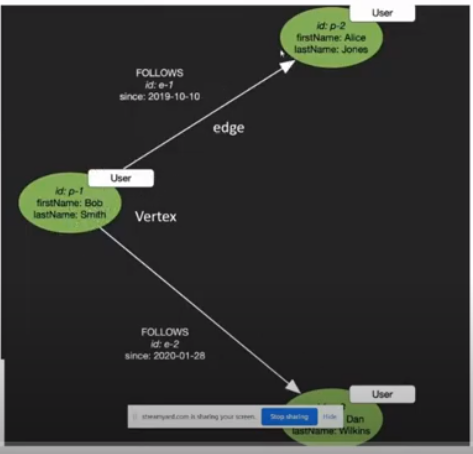 User
id: p-2
firstName: Alice
lastName: Jones
FOLLOWS
id: e-1
since: 2019-10-10
edge
User
id: p-1
firstName: Bob
lastName: Smith
Vertex
FOLLOWS
id: e-2
since: 2020-01-28
User
streamyard.com is sharing your screen. Stop sharing Hide
Dan
lastName: Wilkins